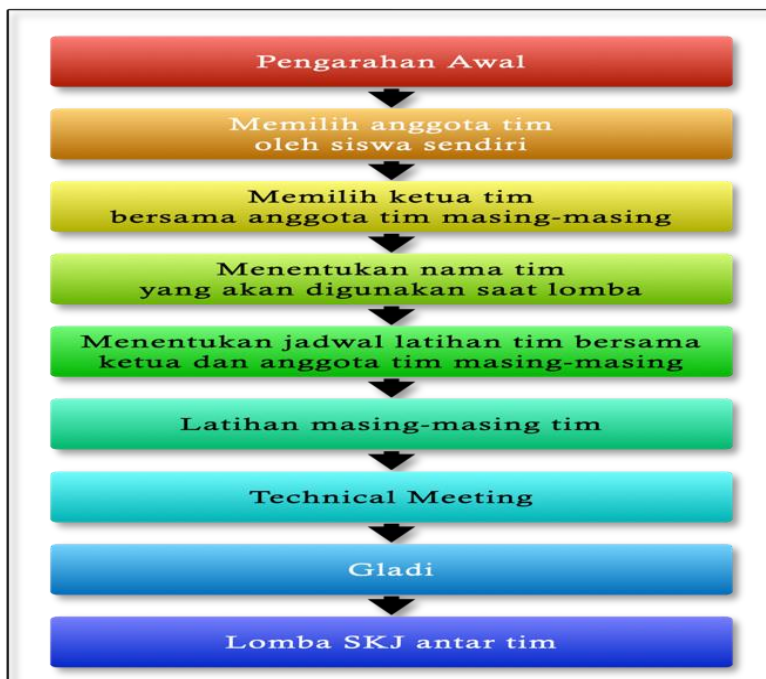 Pengarahan Awal
Memilih anggota tim
oleh siswa sendiri
Memilih ketua tim
bersama anggota tim masing-masing
Menentukan nama tim
yang akan digunakan saat lomba
Menentukan jadwal latihan tim bersama
ketua dan anggota tim masing-masing
Latihan masing-masing tim
Technical Meeting
Gladi
Lomba SKJ antar tim